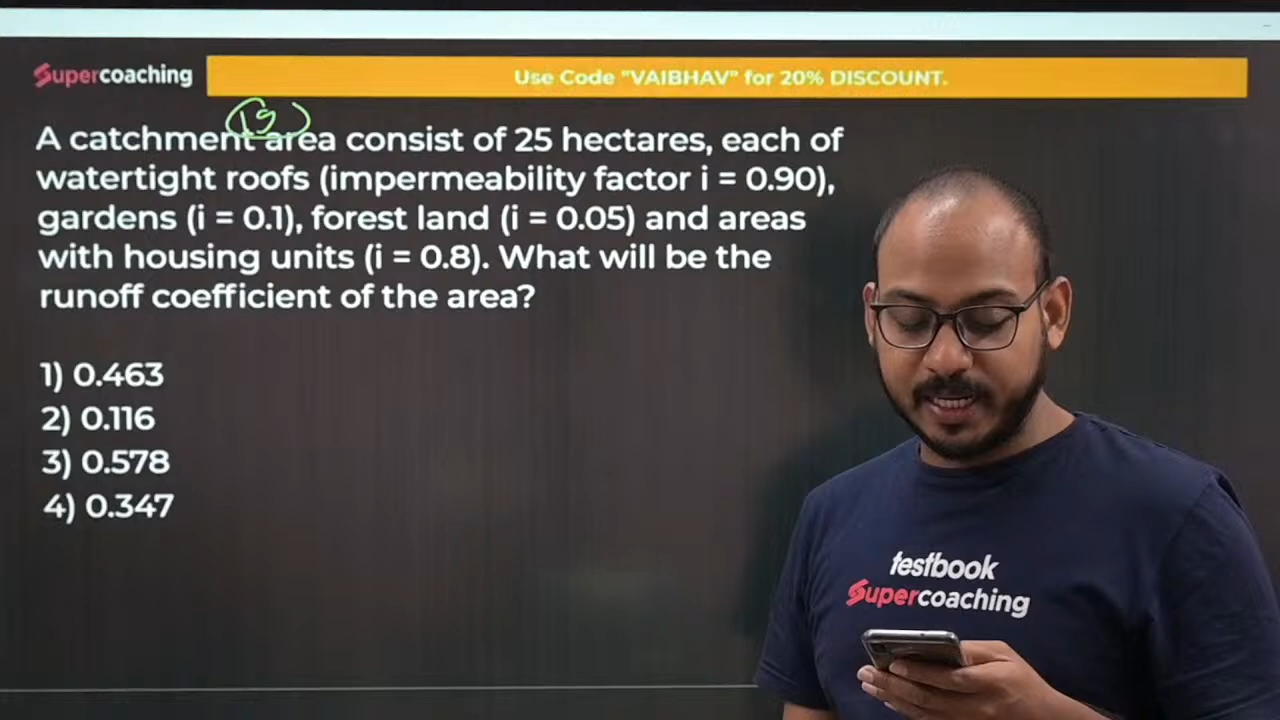 Supercoaching
Use Code "VAIBHAV" for 20% DISCOUNT.
A catchment area consist of 25 hectares, each of
watertight roofs (impermeability factor i = 0.90),
gardens (i = 0.1), forest land (i = 0.05) and areas
with housing units (i = 0.8). What will be the
runoff coefficient of the area?
1) 0.463
2) 0.116
3) 0.578
4) 0.347
testbook
Supercoaching